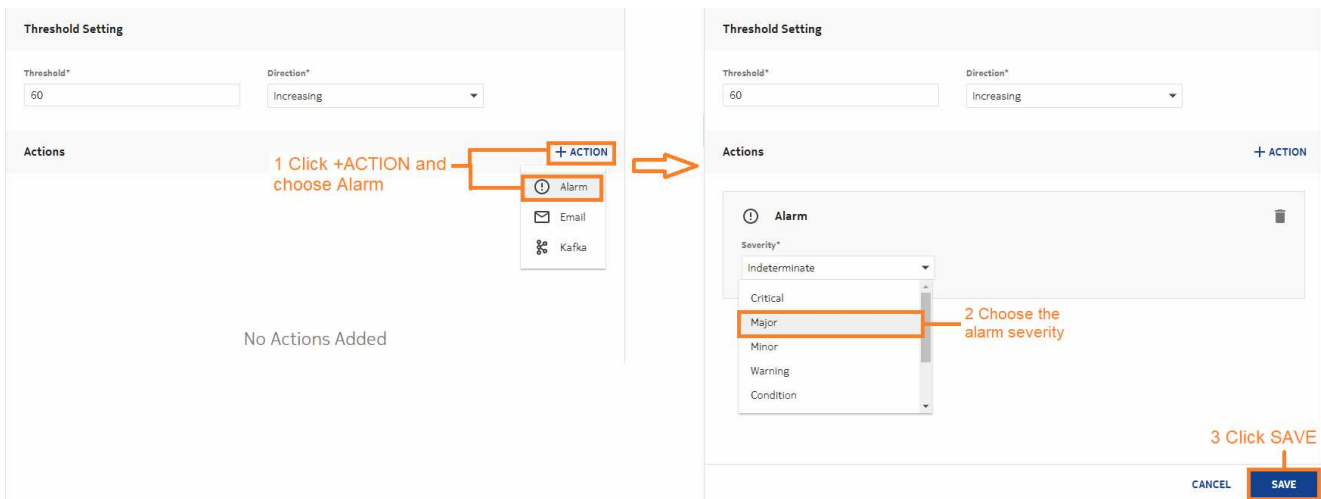 Threshold Setting
Threshold*
Direction*
60
Increasing
Actions
+ ACTION
1 Click +ACTION and
choose Alarm
Alarm
Email
Kafka
No Actions Added
Threshold Setting
Threshold*
Direction*
60
Increasing
Actions
+ ACTION
Alarm
Severity*
Indeterminate
Critical
Major
Minor
Warning
Condition
2 Choose the
alarm severity
3 Click SAVE
CANCEL
SAVE